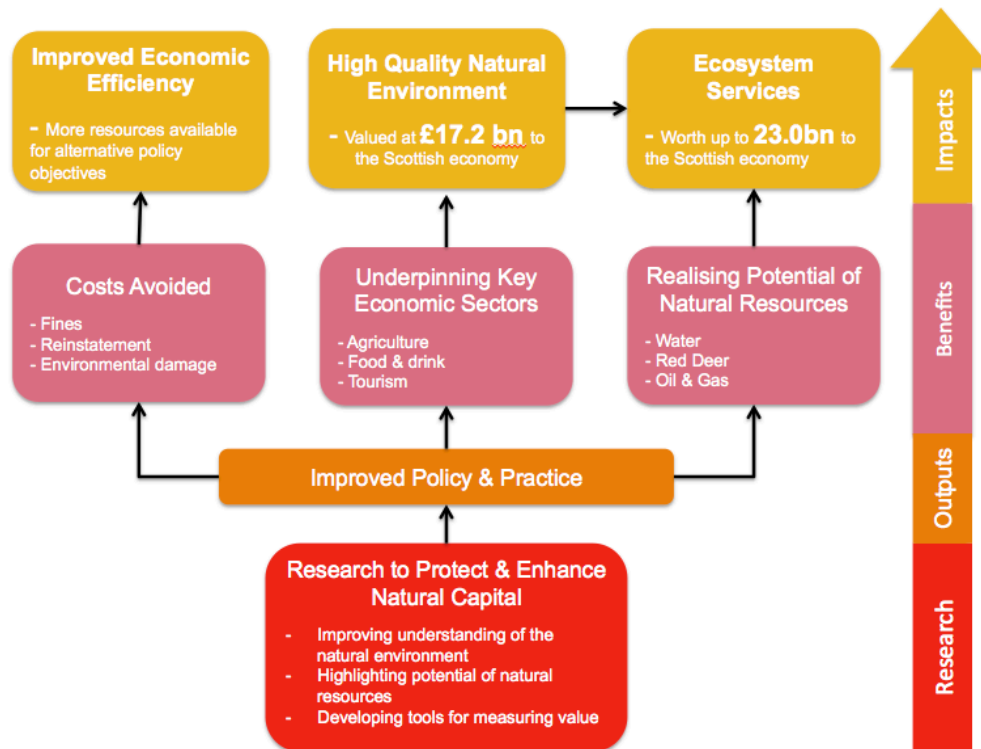 Improved Economic
Efficiency
- More resources available
for alternative policy
objectives
High Quality Natural
Environment
- Valued at £17.2 bn to
the Scottish economy
Ecosystem
Services
- Worth up to 23.0bn to
the Scottish economy
Impacts
Costs Avoided
- Fines
- Reinstatement
- Environmental damage
Underpinning Key
Economic Sectors
- Agriculture
- Food & drink
- Tourism
Realising Potential of
Natural Resources
- Water
- Red Deer
- Oil & Gas
Benefits
Improved Policy & Practice
Outputs
Research to Protect & Enhance
Natural Capital
- Improving understanding of the
natural environment
- Highlighting potential of natural
resources
- Developing tools for measuring value
Research